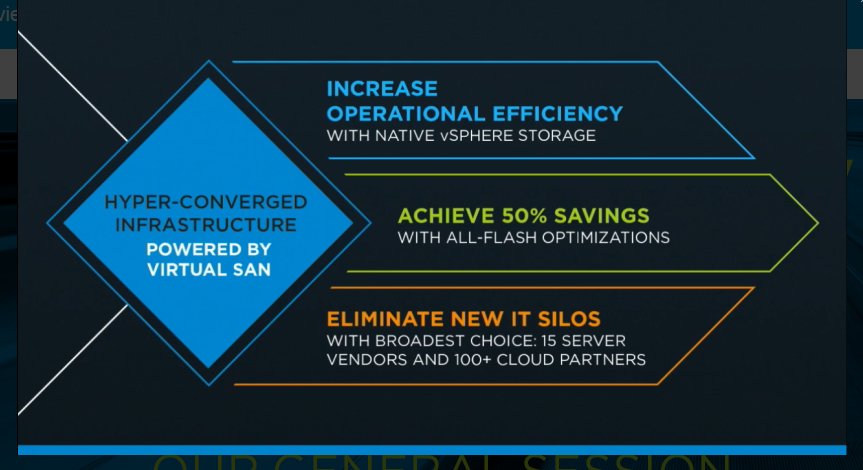 vie
HYPER-CONVERGED
INFRASTRUCTURE
POWERED BY
VIRTUAL SAN
INCREASE
OPERATIONAL EFFICIENCY
WITH NATIVE vSPHERE STORAGE
ACHIEVE 50% SAVINGS
WITH ALL-FLASH OPTIMIZATIONS
ELIMINATE NEW IT SILOS
WITH BROADEST CHOICE: 15 SERVER
VENDORS AND 100+ CLOUD PARTNERS
OUR GENERAL SESSION